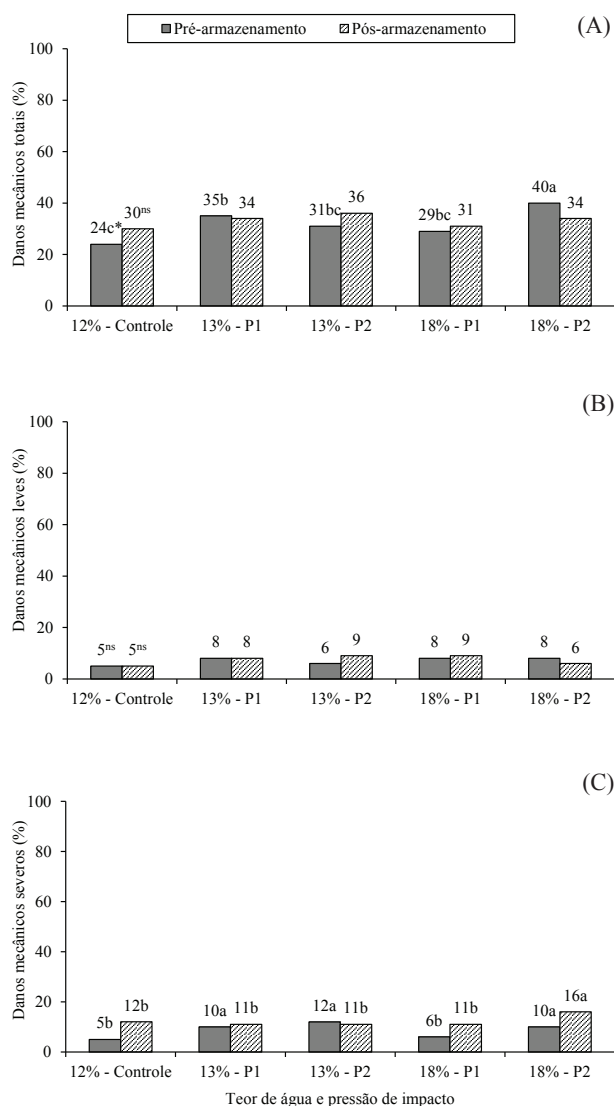 Pré-armazenamento Pós-armazenamento
(A)
Danos mecânicos totais (%)
100
80
60
40
20
0
24c* 30ns 35b 34 31bc 36 29bc 31 40a 34
12% - Controle 13% - P1 13% - P2 18% - P1 18% - P2
(B)
Danos mecânicos leves (%)
100
80
60
40
20
0
5ns 5ns 8 8 6 9 8 9 8 6
12% - Controle 13% - P1 13% - P2 18% - P1 18% - P2
(C)
Danos mecânicos severos (%)
100
80
60
40
20
0
5b 12b 10a 11b 12a 11b 6b 11b 10a 16a
12% - Controle 13% - P1 13% - P2 18% - P1 18% - P2
Teor de água e pressão de impacto